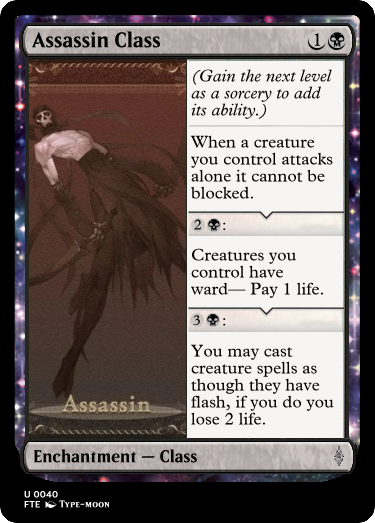 Assassin Class 1
(Gain the next level
as a sorcery to add
its ability.)
When a creature
you control attacks
alone it cannot be
blocked.
2 :
Creatures you
control have
ward— Pay 1 life.
3 :
You may cast
creature spells as
though they have
flash, if you do you
lose 2 life.
Assassin
Enchantment — Class
U 0040
FTE Type-moon